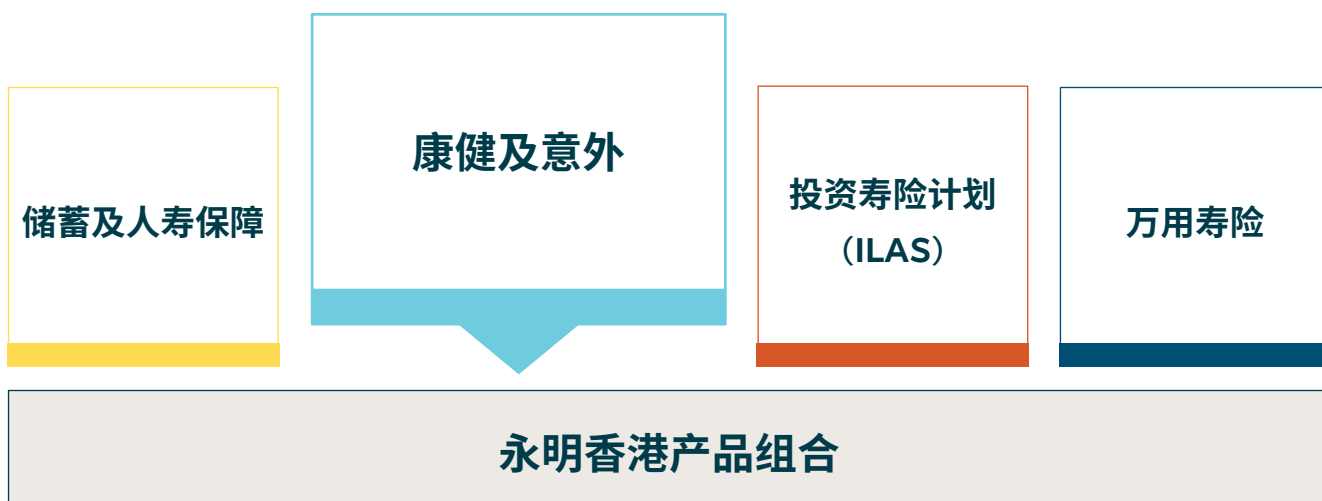 储蓄及人寿保障
康健及意外
投资寿险计划
（ILAS）
万用寿险
永明香港产品组合